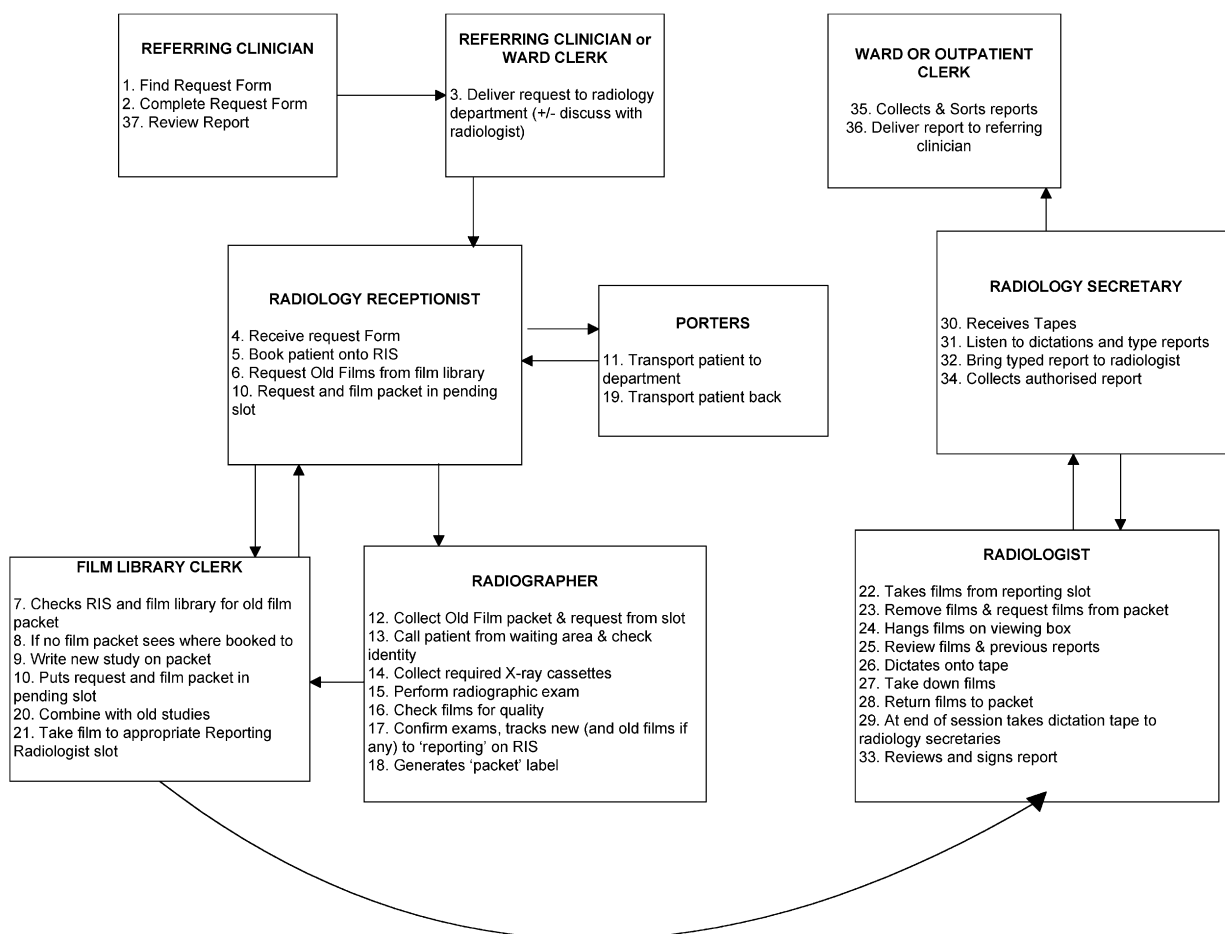 REFERRING CLINICIAN
1. Find Request Form
2. Complete Request Form
37. Review Report
REFERRING CLINICIAN or
WARD CLERK
3. Deliver request to radiology
department (+/- discuss with
radiologist)
WARD OR OUTPATIENT
CLERK
35. Collects & Sorts reports
36. Deliver report to referring
clinician
RADIOLOGY RECEPTIONIST
4. Receive request Form
5. Book patient onto RIS
6. Request Old Films from film library
10. Request and film packet in pending
slot
PORTERS
11. Transport patient to
department
19. Transport patient back
RADIOLOGY SECRETARY
30. Receives Tapes
31. Listen to dictations and type reports
32. Bring typed report to radiologist
34. Collects authorised report
FILM LIBRARY CLERK
7. Checks RIS and film library for old film
packet
8. If no film packet sees where booked to
9. Write new study on packet
10. Puts request and film packet in
pending slot
20. Combine with old studies
21. Take film to appropriate Reporting
Radiologist slot
RADIOGRAPHER
12. Collect Old Film packet & request from slot
13. Call patient from waiting area & check
identity
14. Collect required X-ray cassettes
15. Perform radiographic exam
16. Check films for quality
17. Confirm exams, tracks new (and old films if
any) to ‘reporting’ on RIS
18. Generates ‘packet’ label
RADIOLOGIST
22. Takes films from reporting slot
23. Remove films & request films from packet
24. Hangs films on viewing box
25. Review films & previous reports
26. Dictates onto tape
27. Take down films
28. Return films to packet
29. At end of session takes dictation tape to
radiology secretaries
33. Reviews and signs report